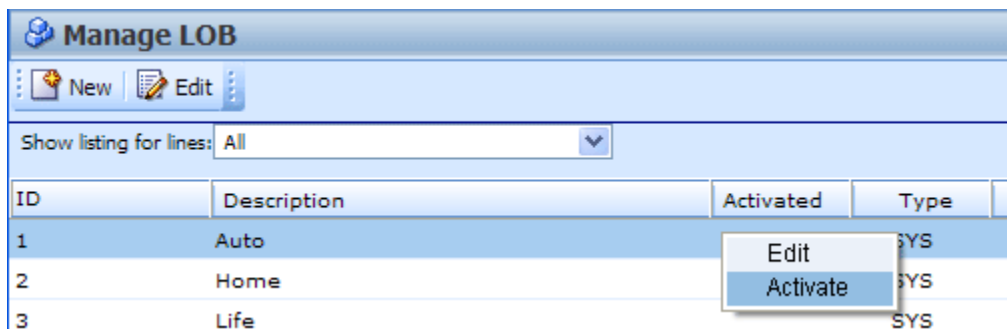 Manage LOB
New Edit
Show listing for lines: All
ID Description Activated Type
1 Auto SYS
Edit
2 Home SYS
Activate
3 Life SYS